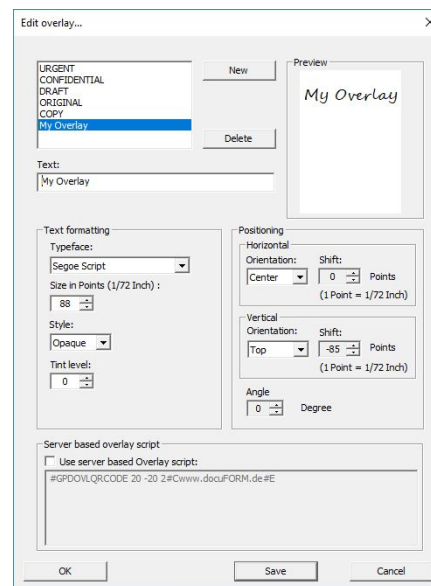 Edit overlay...
URGENT
CONFIDENTIAL
DRAFT
ORIGINAL
COPY
My Overlay
New
Delete
Preview
My Overlay
Text:
My Overlay
Text formatting
Typeface:
Segoe Script
Size in Points (1/72 Inch) :
88
Style:
Opaque
Tint level:
0
Positioning
Horizontal
Orientation: Shift:
Center 0 Points
(1 Point = 1/72 Inch)
Vertical
Orientation: Shift:
Top -85 Points
(1 Point = 1/72 Inch)
Angle
0 Degree
Server based overlay script
Use server based Overlay script:
#GPDOVLQRCODE 20 -20 2#Cwww.docuFORM.de#E
OK Save Cancel